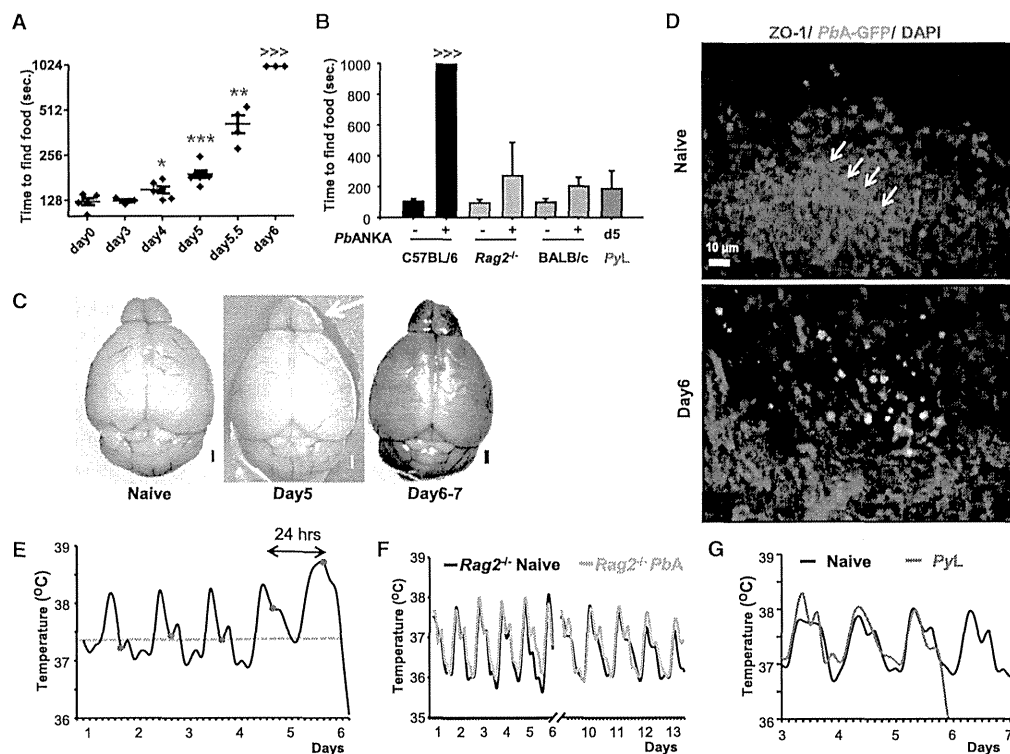 A
Time to find food (sec.)
1024
512
256
128
*
***
**
>>>
day0
day3
day4
day5
day5.5
day6
B
Time to find food (sec.)
1000
800
600
400
200
0
>>>
PbANKA
- + - + - + d5
C57BL/6 Rag2-/- BALB/c PyL
C
Naive
Day5
Day6-7
D
ZO-1/ PbA-GFP/ DAPI
Naive
10 µm
Day6
E
24 hrs
Temperature (°C)
39
38
37
36
1 2 3 4 5 6
Days
F
Rag2-/- Naive Rag2-/- PbA
Temperature (°C)
39
38
37
36
35
1 2 3 4 5 6 10 11 12 13
Days
G
Naive PyL
Temperature (°C)
39
38
37
36
3 4 5 6 7
Days